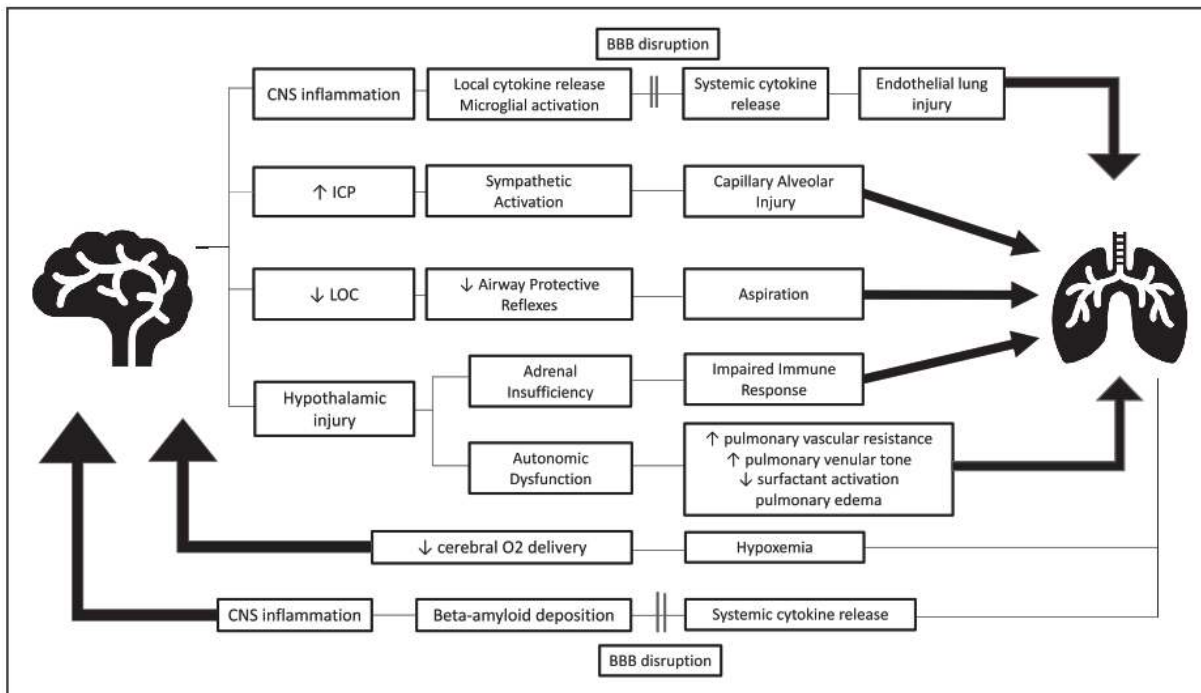 BBB disruption
CNS inflammation
Local cytokine release
Microglial activation
Systemic cytokine
release
Endothelial lung
injury
↑ ICP
Sympathetic
Activation
Capillary Alveolar
Injury
↓ LOC
↓ Airway Protective
Reflexes
Aspiration
Hypothalamic
injury
Adrenal
Insufficiency
Impaired Immune
Response
Autonomic
Dysfunction
↑ pulmonary vascular resistance
↑ pulmonary venular tone
↓ surfactant activation
pulmonary edema
↓ cerebral O2 delivery
Hypoxemia
CNS inflammation
Beta-amyloid deposition
Systemic cytokine release
BBB disruption